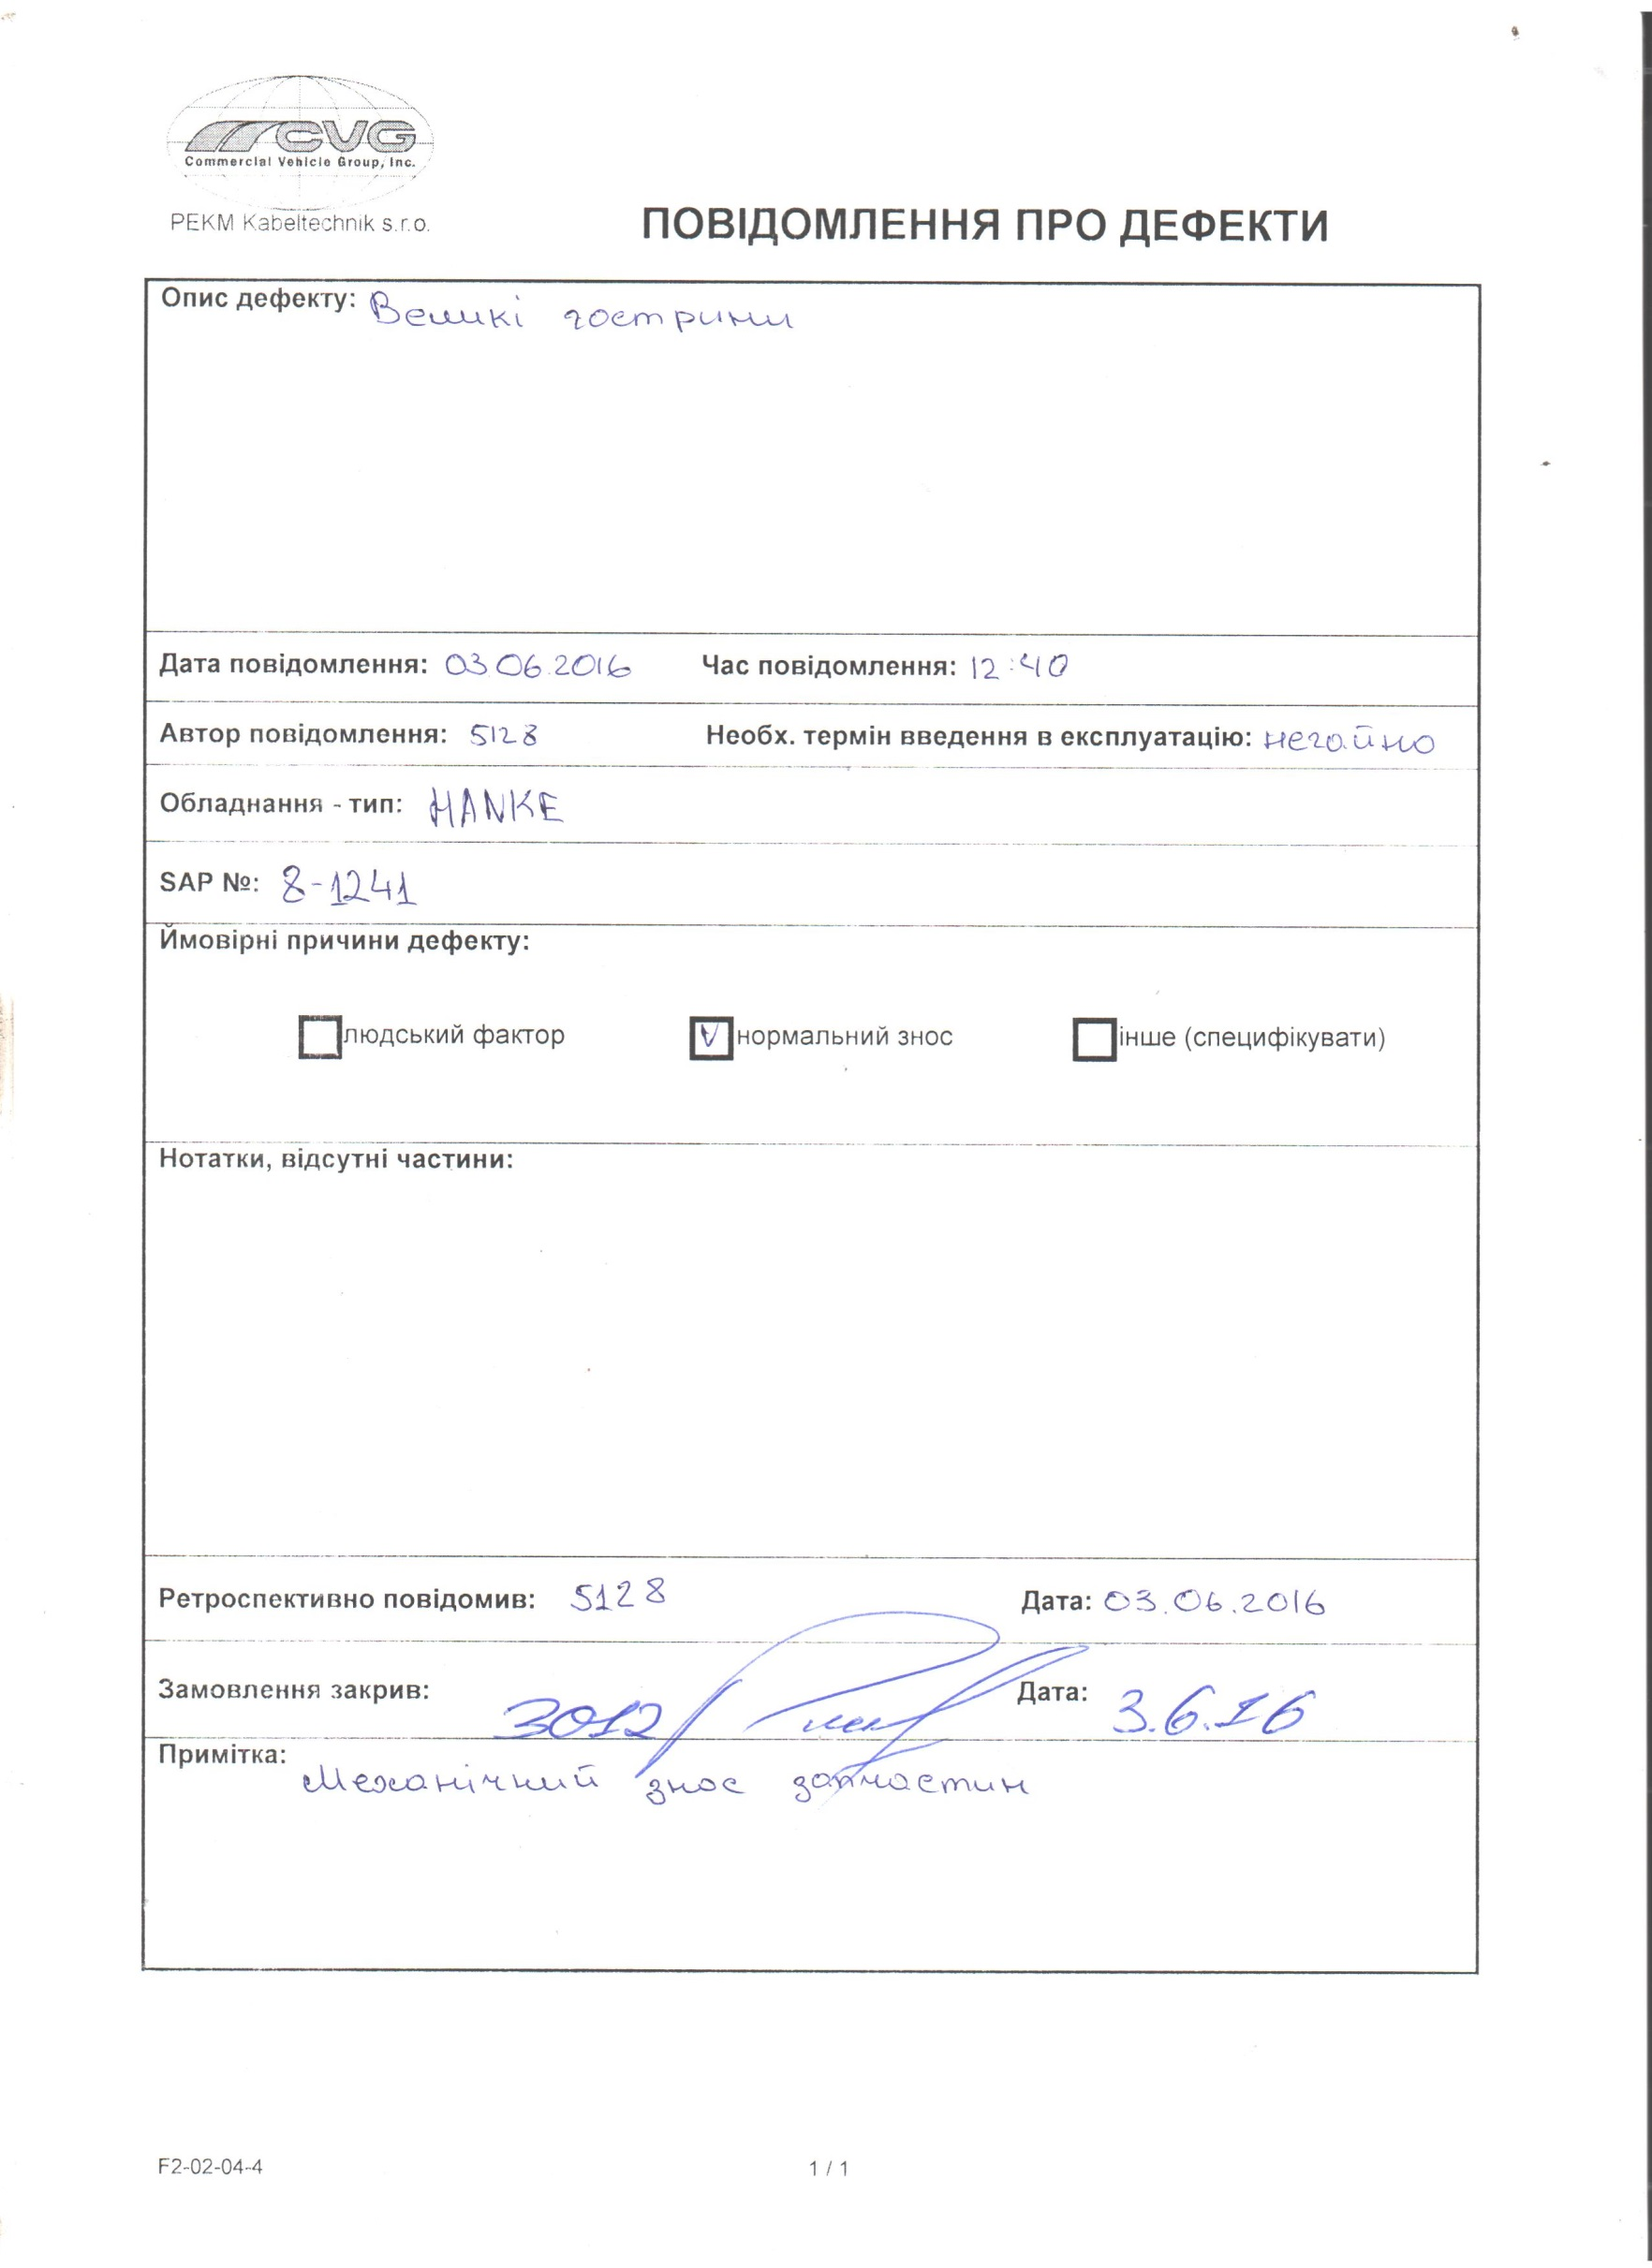 CVG
Commercial Vehicle Group, Inc.
PEKM Kabeltechnik s.r.o.
ПОВІДОМЛЕННЯ ПРО ДЕФЕКТИ
Опис дефекту: Великі гострини
Дата повідомлення: 03.06.2016 Час повідомлення: 12:40
Автор повідомлення: 5128 Необх. термін введення в експлуатацію: негайно
Обладнання - тип: HANKE
SAP №: 8-1241
Ймовірні причини дефекту:
людський фактор V нормальний знос інше (специфікувати)
Нотатки, відсутні частини:
Ретроспективно повідомив: 5128 Дата: 03.06.2016
Замовлення закрив: 3012 Дата: 3.6.16
Примітка: Механічний знос запчастин
F2-02-04-4 1 / 1